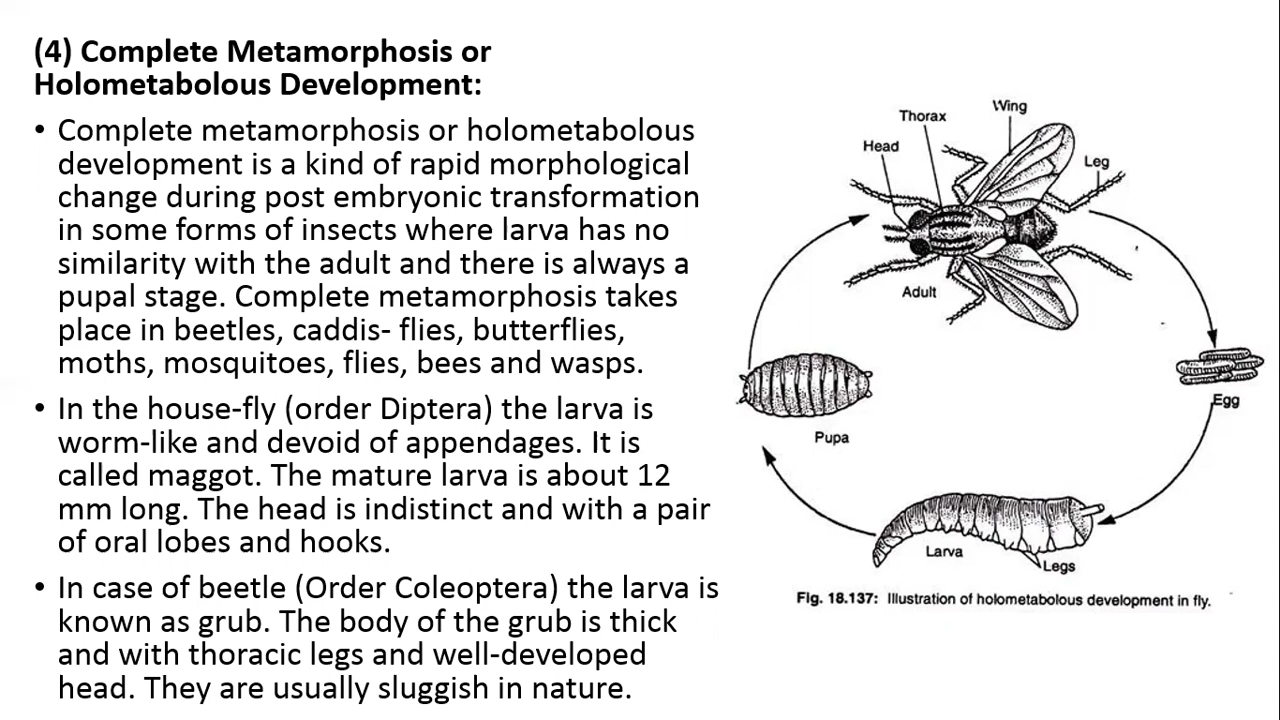 (4) Complete Metamorphosis or
Holometabolous Development:
• Complete metamorphosis or holometabolous
development is a kind of rapid morphological
change during post embryonic transformation
in some forms of insects where larva has no
similarity with the adult and there is always a
pupal stage. Complete metamorphosis takes
place in beetles, caddis- flies, butterflies,
moths, mosquitoes, flies, bees and wasps.
• In the house-fly (order Diptera) the larva is
worm-like and devoid of appendages. It is
called maggot. The mature larva is about 12
mm long. The head is indistinct and with a pair
of oral lobes and hooks.
• In case of beetle (Order Coleoptera) the larva is
known as grub. The body of the grub is thick
and with thoracic legs and well-developed
head. They are usually sluggish in nature.
Wing
Thorax
Head
Leg
Adult
Egg
Pupa
Larva
Legs
Fig. 18.137: Illustration of holometabolous development in fly.